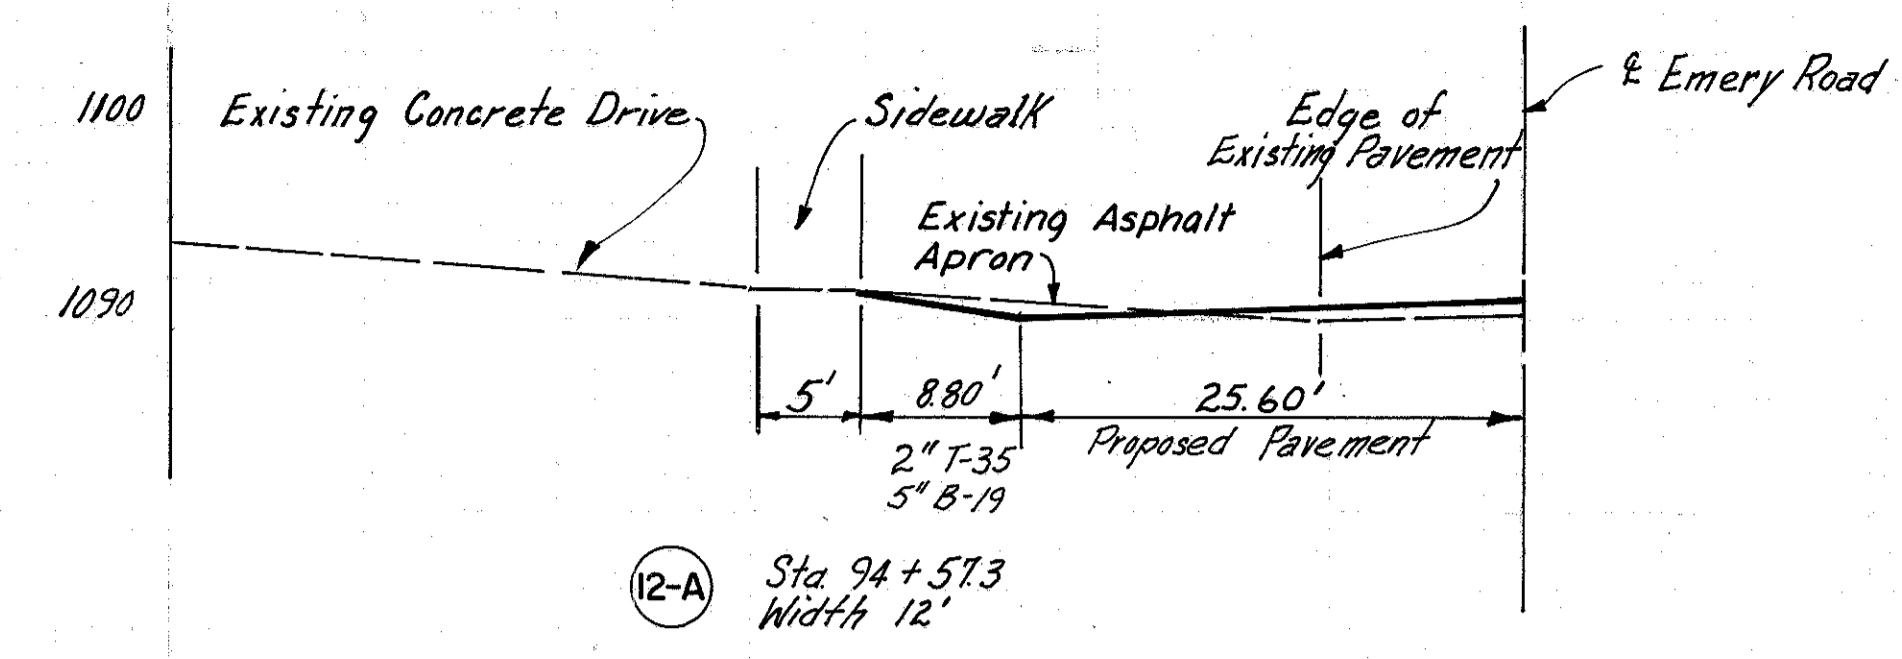 ℄ Emery Road
1100
Existing Concrete Drive
Sidewalk
Edge of
Existing Pavement
Existing Asphalt
Apron
1090
5'
8.80'
25.60'
Proposed Pavement
2" T-35
5" B-19
12-A
Sta. 94 + 57.3
Width 12'